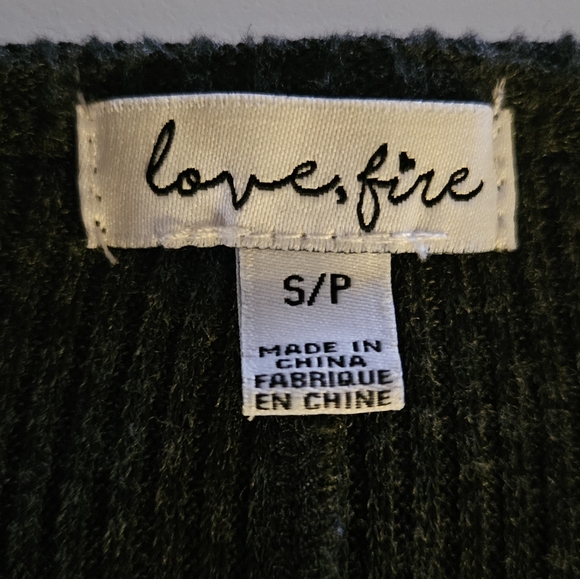 love, fire
S/P
MADE IN
CHINA
FABRIQUE
EN CHINE